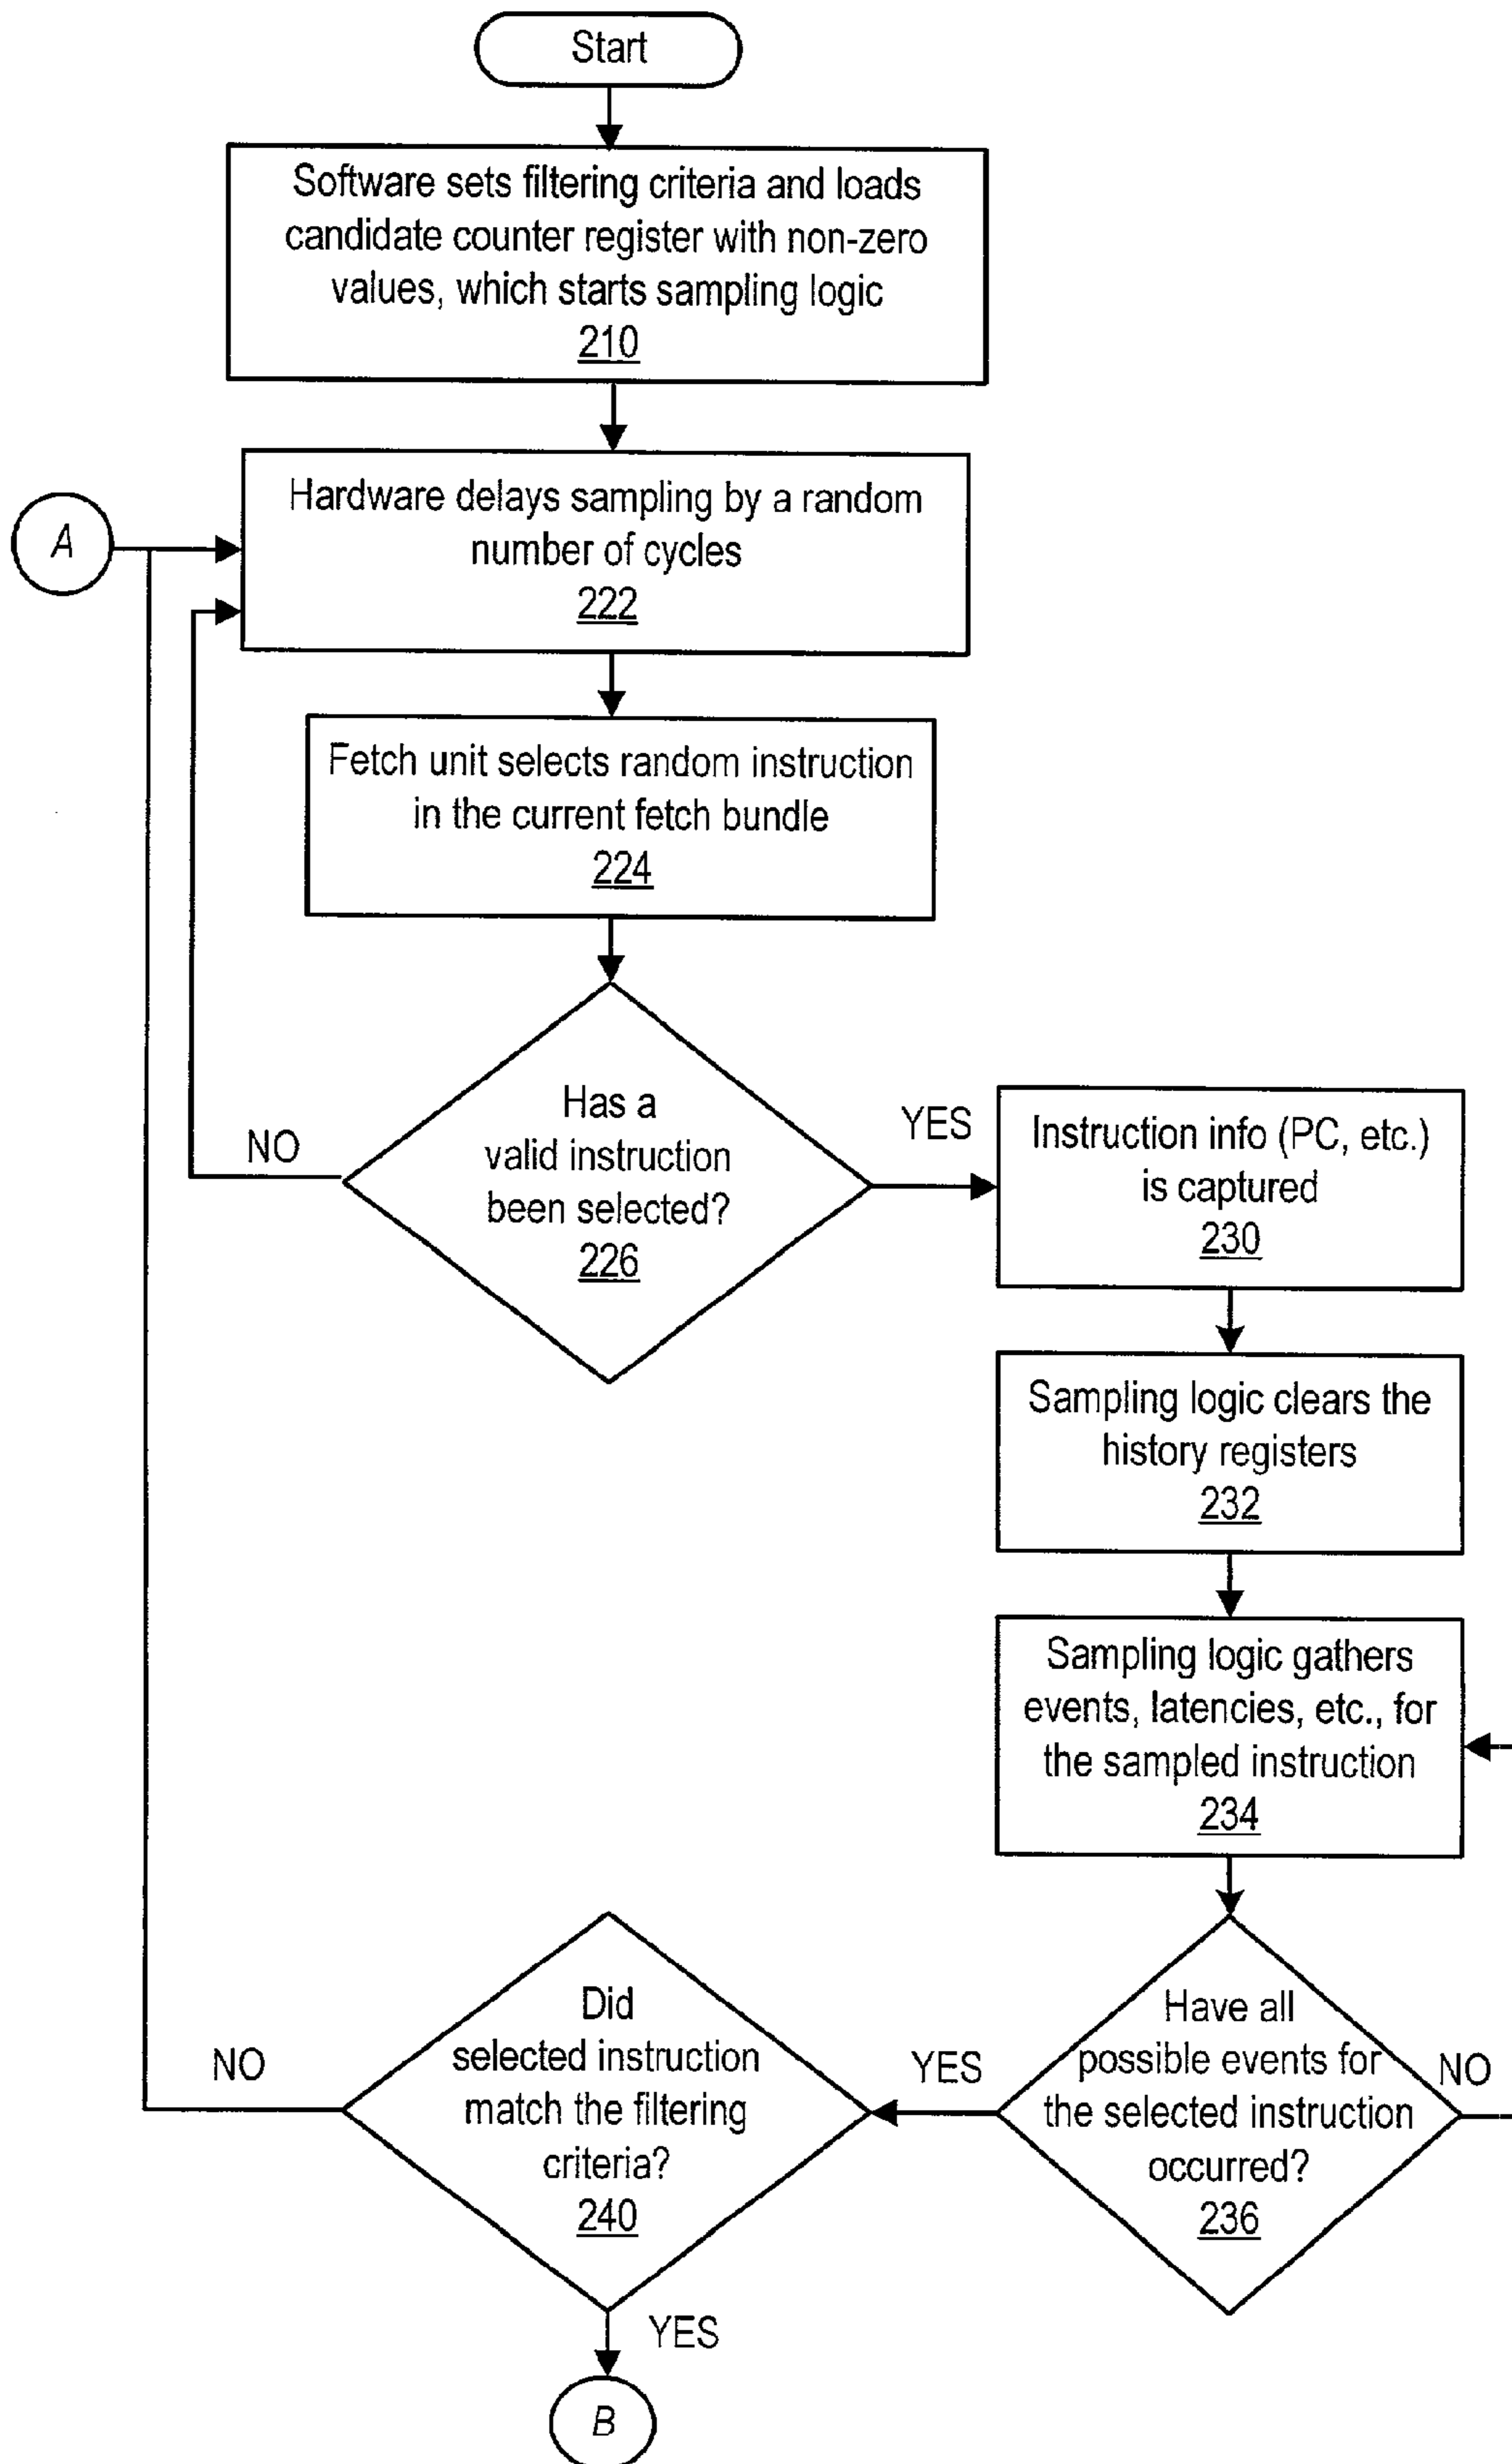 Start
Software sets filtering criteria and loads
candidate counter register with non-zero
values, which starts sampling logic
210
A
Hardware delays sampling by a random
number of cycles
222
Fetch unit selects random instruction
in the current fetch bundle
224
Has a
valid instruction
been selected?
226
NO
YES
Instruction info (PC, etc.)
is captured
230
Sampling logic clears the
history registers
232
Sampling logic gathers
events, latencies, etc., for
the sampled instruction
234
Have all
possible events for
the selected instruction
occurred?
236
NO
YES
Did
selected instruction
match the filtering
criteria?
240
NO
YES
B